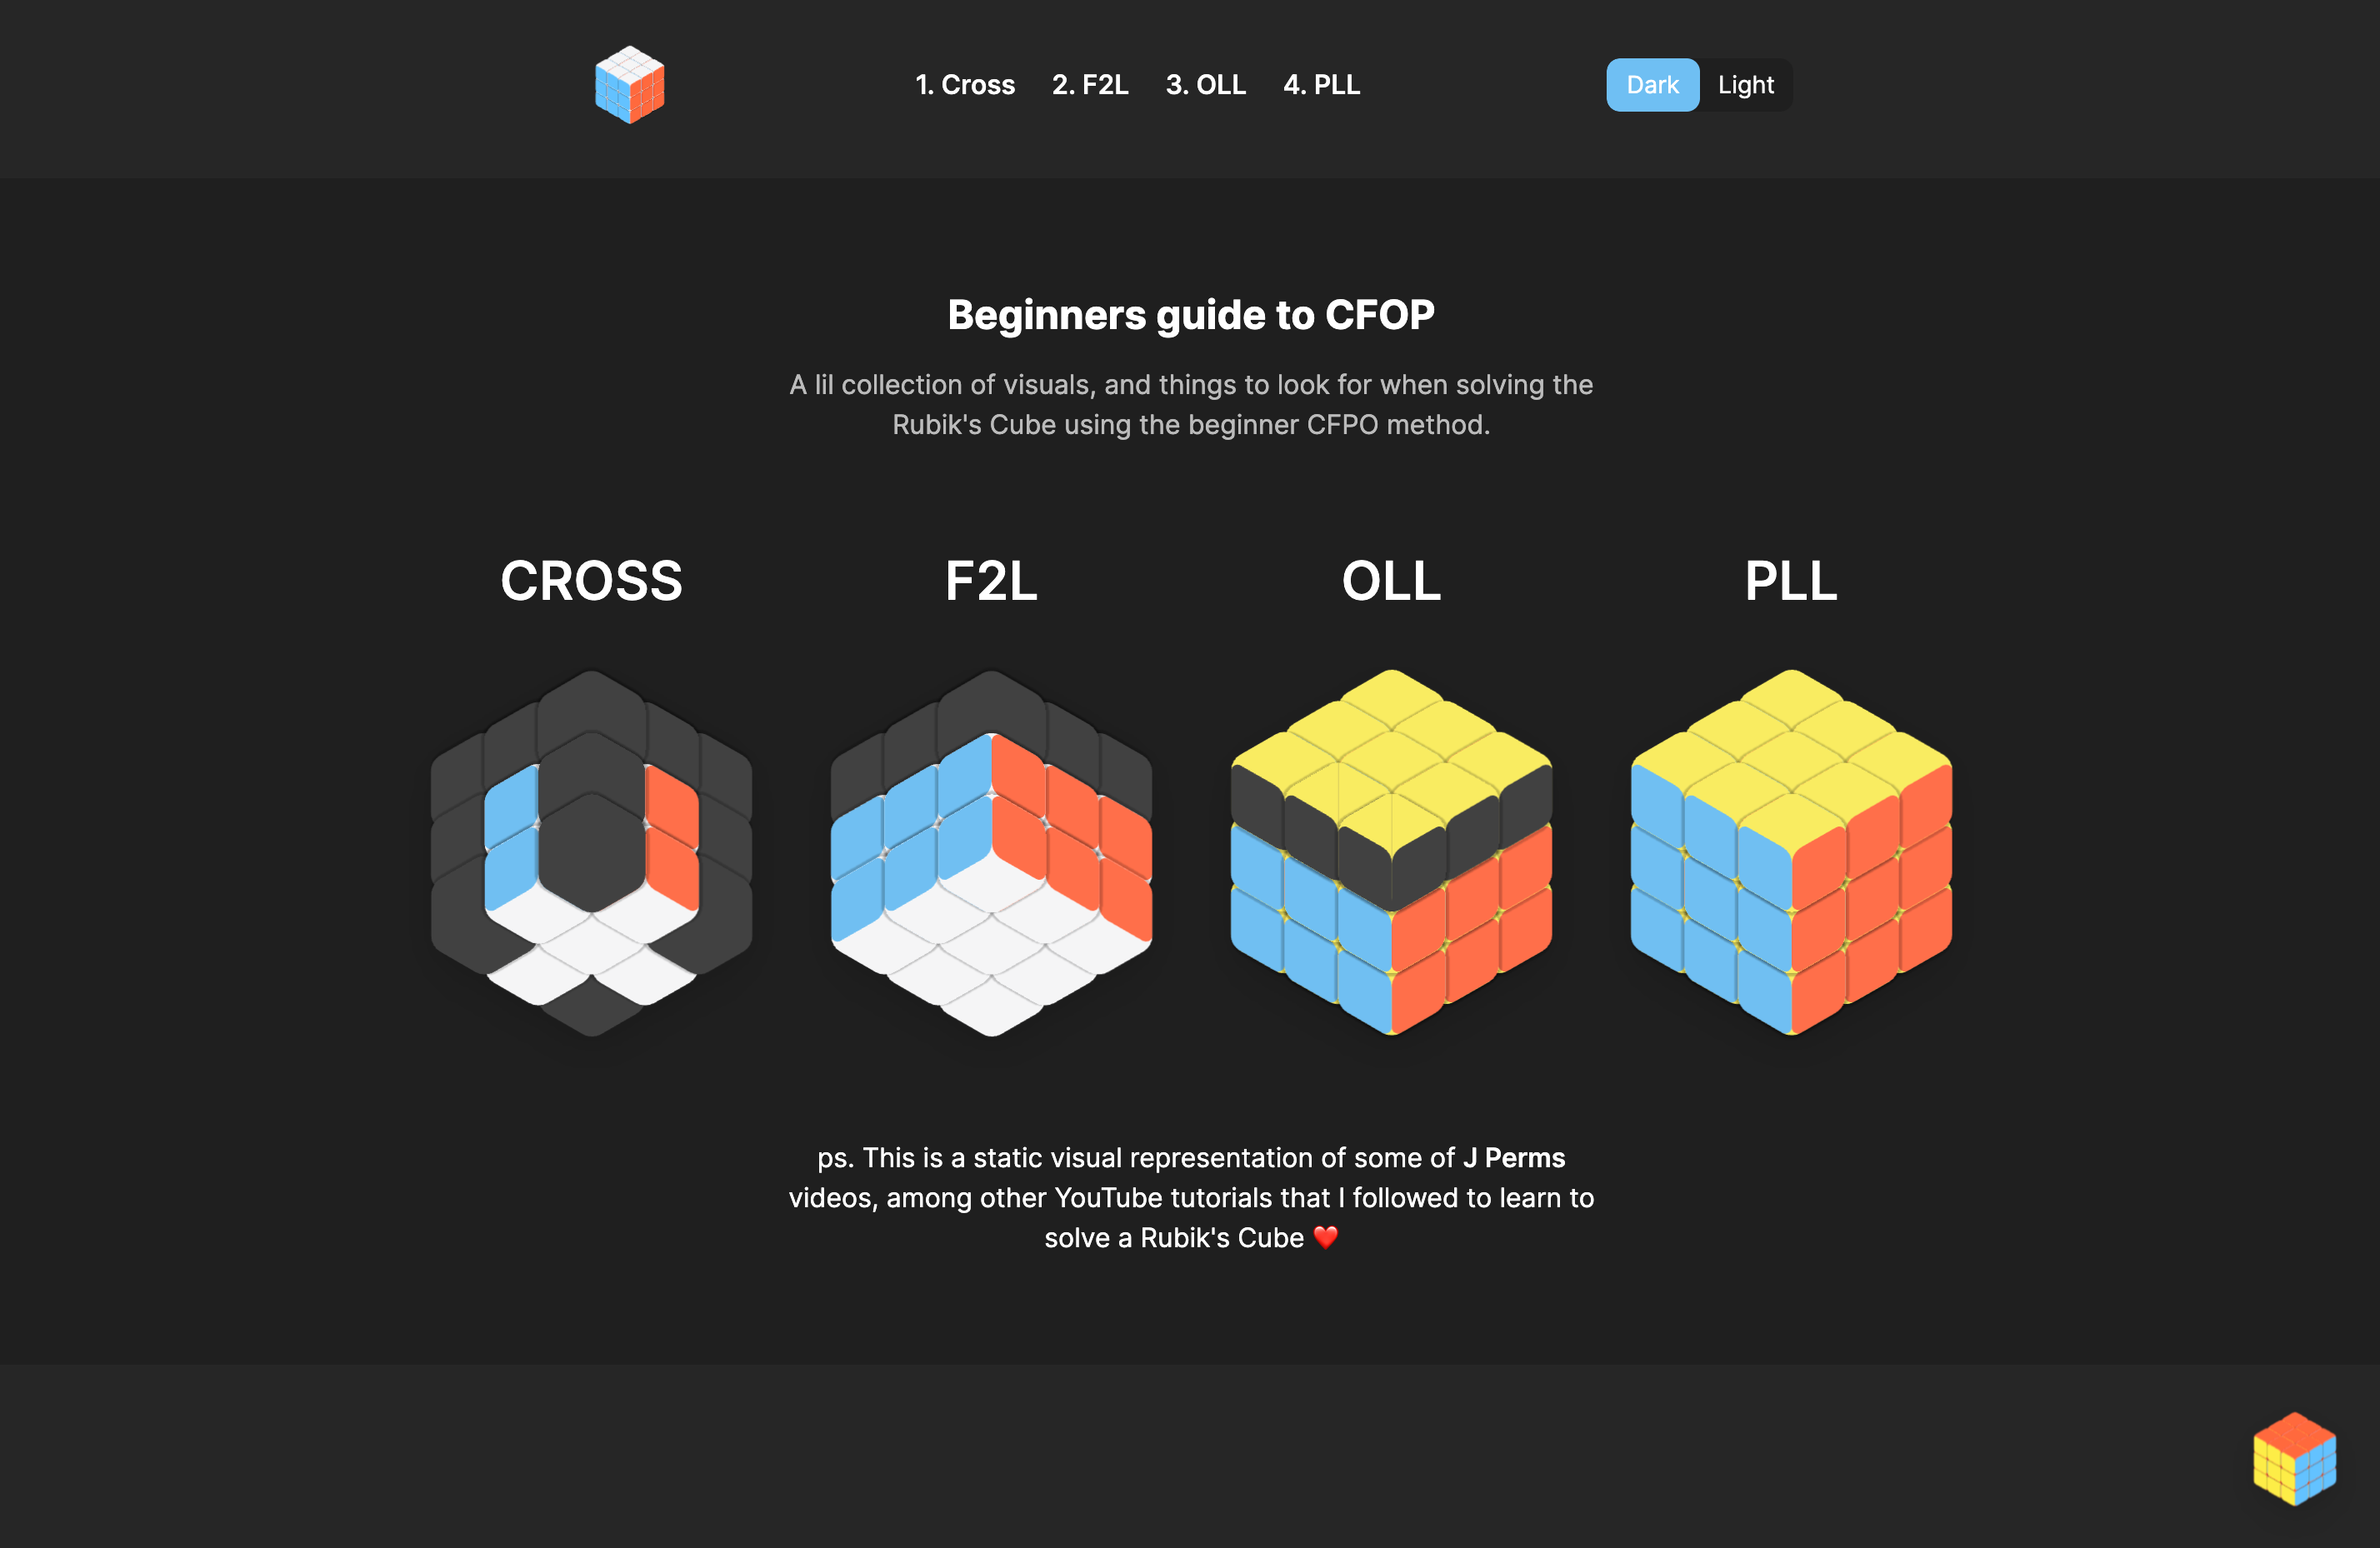 1. Cross 2. F2L 3. OLL 4. PLL Dark Light
Beginners guide to CFOP
A lil collection of visuals, and things to look for when solving the
Rubik's Cube using the beginner CFPO method.
CROSS F2L OLL PLL
ps. This is a static visual representation of some of J Perms
videos, among other YouTube tutorials that I followed to learn to
solve a Rubik's Cube ❤️